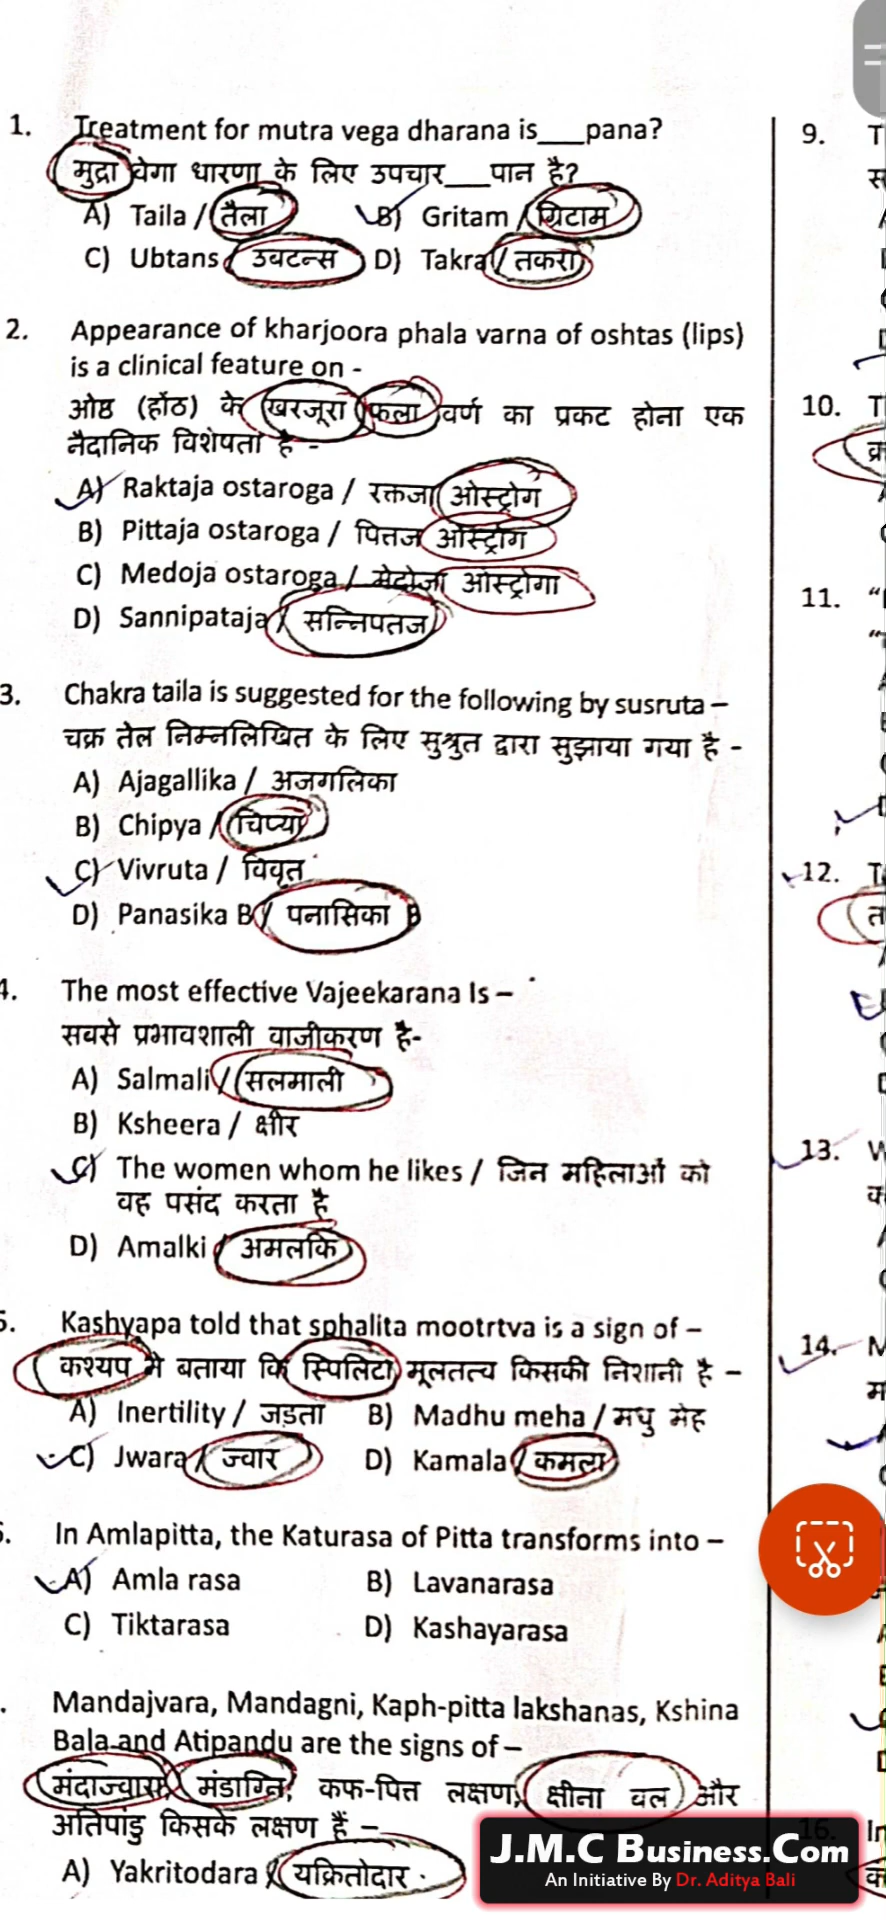 1. Treatment for mutra vega dharana is___pana?
मुद्रा वेगा धारणा के लिए उपचार___पान है?
A) Taila / तैला B) Gritam / ग्रिटाम
C) Ubtans / उबटन्स D) Takra / तकरा
2. Appearance of kharjoora phala varna of oshtas (lips)
is a clinical feature on -
ओष्ठ (होंठ) के खरजूरा फला वर्ण का प्रकट होना एक
नैदानिक विशेषता है -
A) Raktaja ostaroga / रक्तजा ओस्ट्रोग
B) Pittaja ostaroga / पित्तज ओस्ट्रोग
C) Medoja ostaroga / मेदोजा ओस्ट्रोगा
D) Sannipataja / सन्निपतज
3. Chakra taila is suggested for the following by susruta –
चक्र तेल निम्नलिखित के लिए सुश्रुत द्वारा सुझाया गया है -
A) Ajagallika / अजगलिका
B) Chipya / चिप्या
C) Vivruta / विवृत
D) Panasika B / पनासिका B
4. The most effective Vajeekarana Is –
सबसे प्रभावशाली वाजीकरण है-
A) Salmali / सलमाली
B) Ksheera / क्षीर
C) The women whom he likes / जिन महिलाओं को
वह पसंद करता है
D) Amalki / अमलकि
5. Kashyapa told that sphalita mootrtva is a sign of –
कश्यप मे बताया कि स्पिलिटा मूलतत्व किसकी निशानी है –
A) Inertility / जड़ता B) Madhu meha / मधु मेह
C) Jwara / ज्वार D) Kamala / कमला
In Amlapitta, the Katurasa of Pitta transforms into –
A) Amla rasa B) Lavanarasa
C) Tiktarasa D) Kashayarasa
Mandajvara, Mandagni, Kaph-pitta lakshanas, Kshina
Bala and Atipandu are the signs of –
मंदाज्वारा, मंडाग्नि, कफ-पित्त लक्षण, क्षीना बल और
अतिपांडु किसके लक्षण हैं –
A) Yakritodara / यक्रितोदार
9.
10.
11.
12.
13.
14.
16. In
J.M.C Business.Com
An Initiative By Dr. Aditya Bali